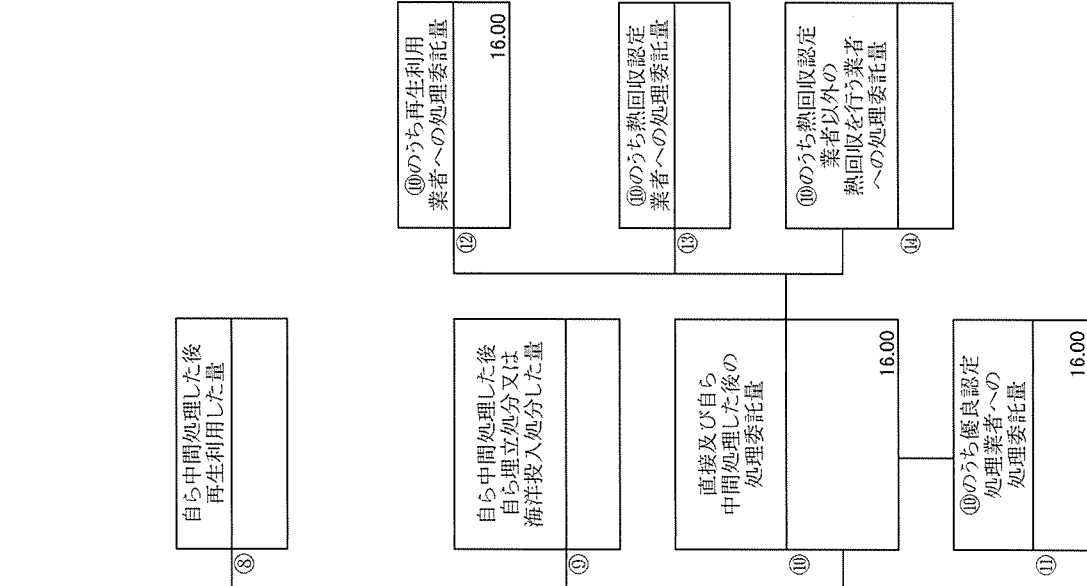 自ら中間処理した後
再生利用した量
⑧
自ら中間処理した後
自ら埋立処分又は
海洋投入処分した量
⑨
直接及び自ら
中間処理した後の
処理委託量
16.00
⑩
⑩のうち優良認定
処理業者への
処理委託量
16.00
⑪
⑩のうち再生利用
業者への処理委託量
16.00
⑫
⑩のうち熱回収認定
業者への処理委託量
⑬
⑩のうち熱回収認定
業者以外の
熱回収を行う業者
への処理委託量
⑭